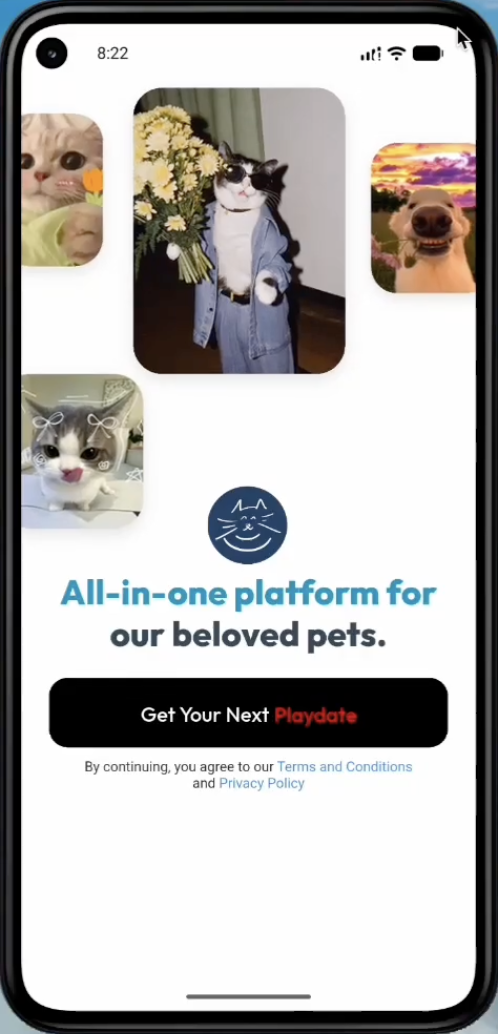 8:22
All-in-one platform for
our beloved pets.
Get Your Next Playdate
By continuing, you agree to our Terms and Conditions
and Privacy Policy